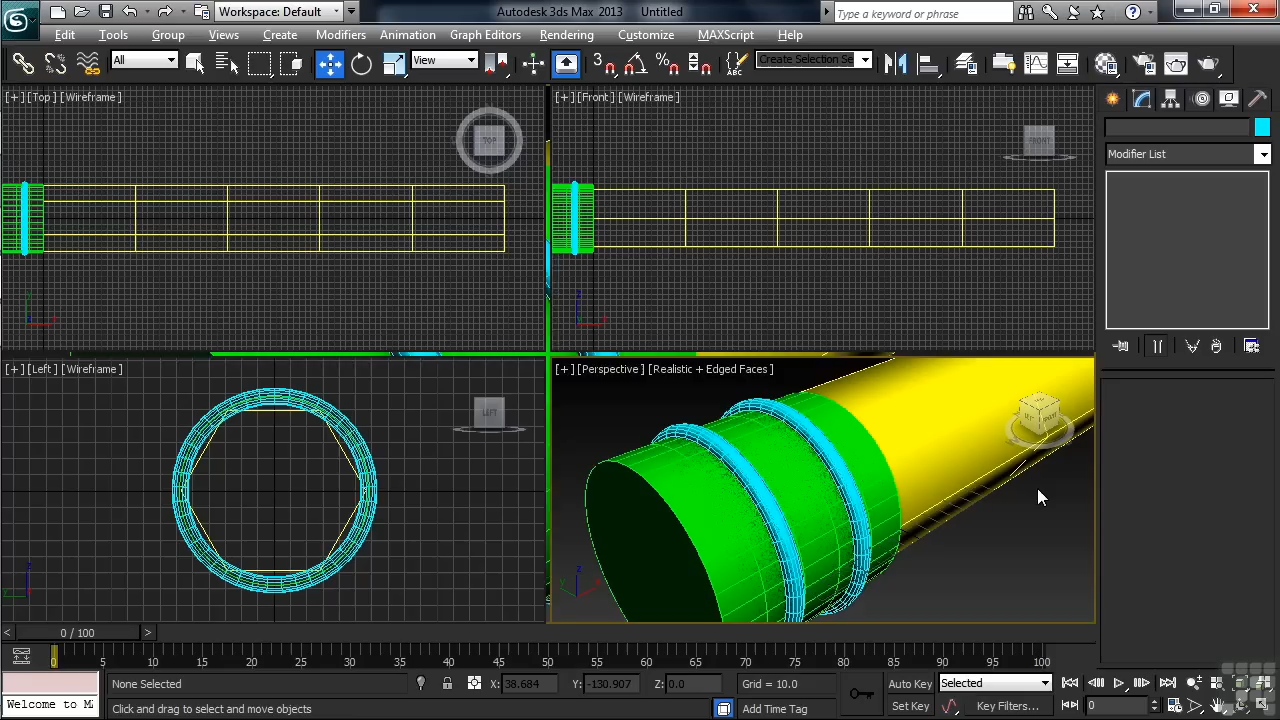 Workspace: Default
Autodesk 3ds Max 2013 Untitled
Type a keyword or phrase
Edit Tools Group Views Create Modifiers Animation Graph Editors Rendering Customize MAXScript Help
All
View
3
Create Selection Se
[+] [Top] [Wireframe]
TOP
[+] [Front] [Wireframe]
FRONT
Modifier List
[+] [Left] [Wireframe]
LEFT
[+] [Perspective] [Realistic + Edged Faces]
0 / 100
0 5 10 15 20 25 30 35 40 45 50 55 60 65 70 75 80 85 90 95 100
None Selected
X: 38.684
Y: -130.907
Z: 0.0
Grid = 10.0
Auto Key
Selected
Welcome to M
Click and drag to select and move objects
Add Time Tag
Set Key
Key Filters...
0